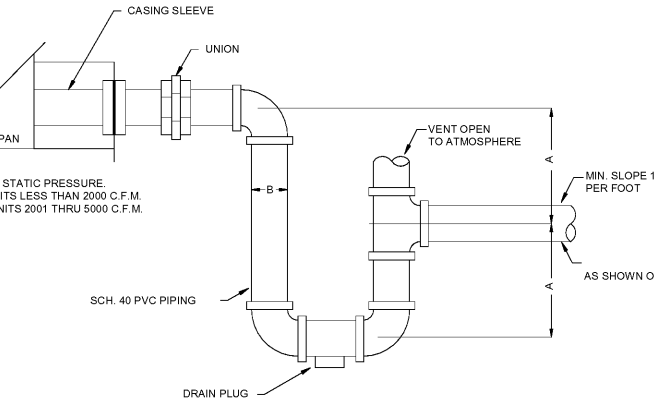 CASING SLEEVE
UNION
PAN
VENT OPEN
TO ATMOSPHERE
A
MIN. SLOPE 1
PER FOOT
STATIC PRESSURE.
ITS LESS THAN 2000 C.F.M.
NITS 2001 THRU 5000 C.F.M.
B
AS SHOWN O
A
SCH. 40 PVC PIPING
DRAIN PLUG